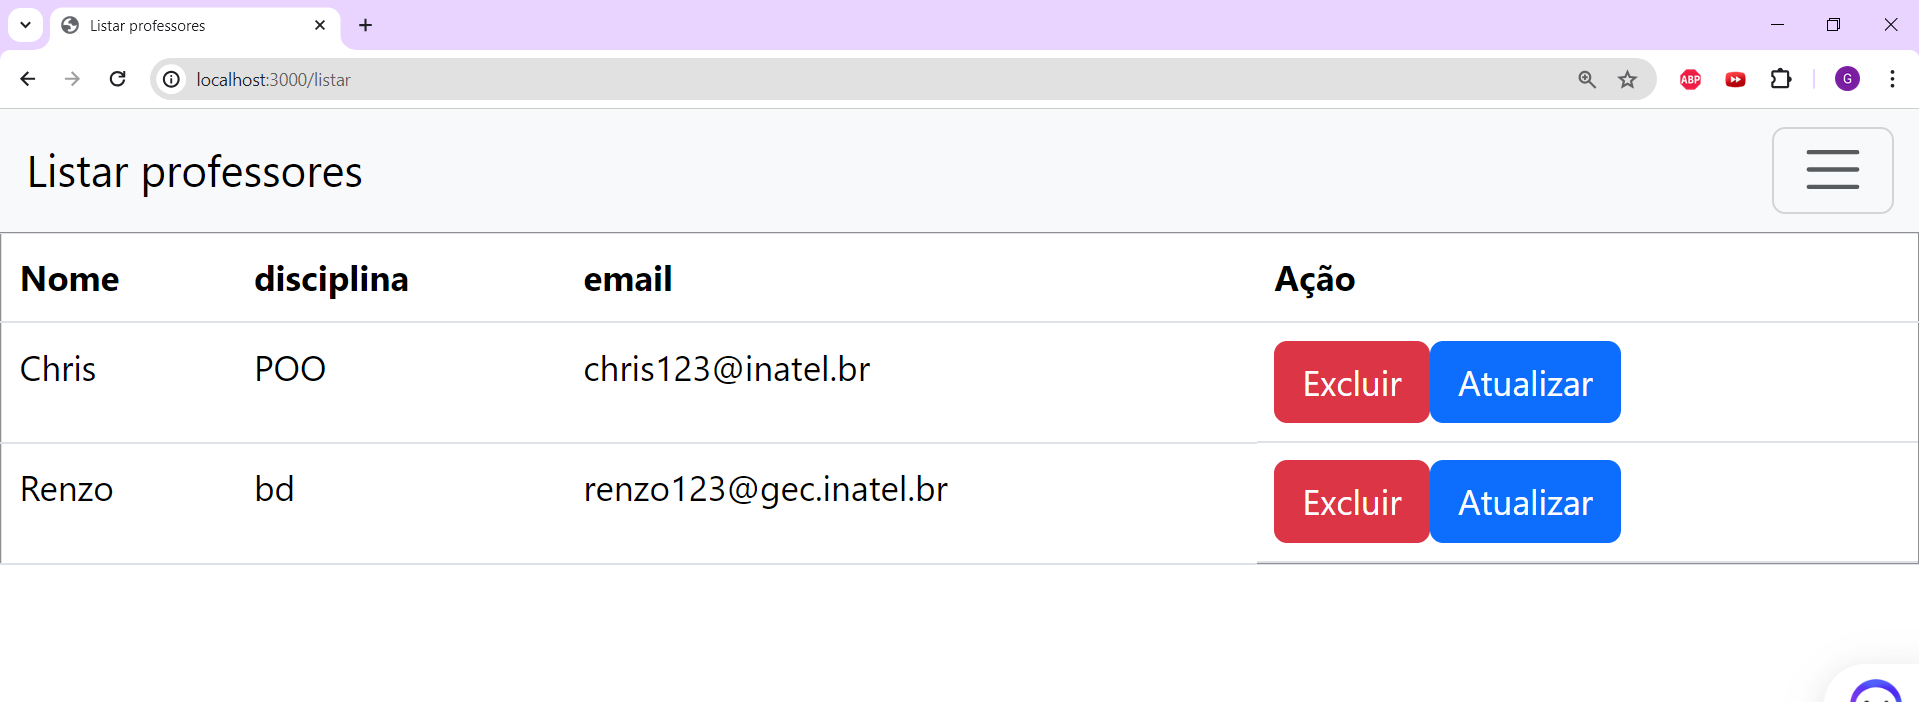 Listar professores
localhost:3000/listar
ABP
G
Listar professores
Nome disciplina email Ação
Chris POO chris123@inatel.br Excluir Atualizar
Renzo bd renzo123@gec.inatel.br Excluir Atualizar